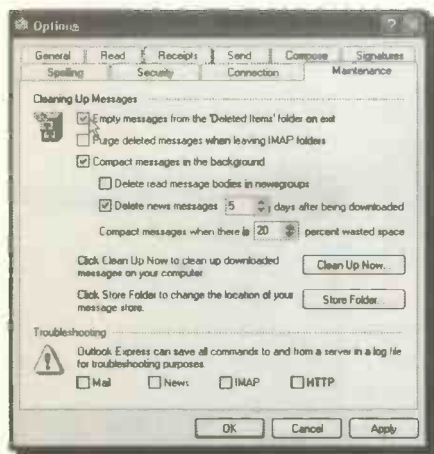 Options
General Read Receipts Send Compose Signatures
Spelling Security Connection Maintenance
Cleaning Up Messages
Empty messages from the 'Deleted Items' folder on exit
Purge deleted messages when leaving IMAP folders
Compact messages in the background
Delete read message bodies in newsgroups
Delete news messages 5 days after being downloaded
Compact messages when there is 20 percent wasted space
Click Clean Up Now to clean up downloaded
messages on your computer.
Clean Up Now...
Click Store Folder to change the location of your
message store.
Store Folder...
Troubleshooting
Outlook Express can save all commands to and from a server in a log file
for troubleshooting purposes.
Mail News IMAP HTTP
OK Cancel Apply